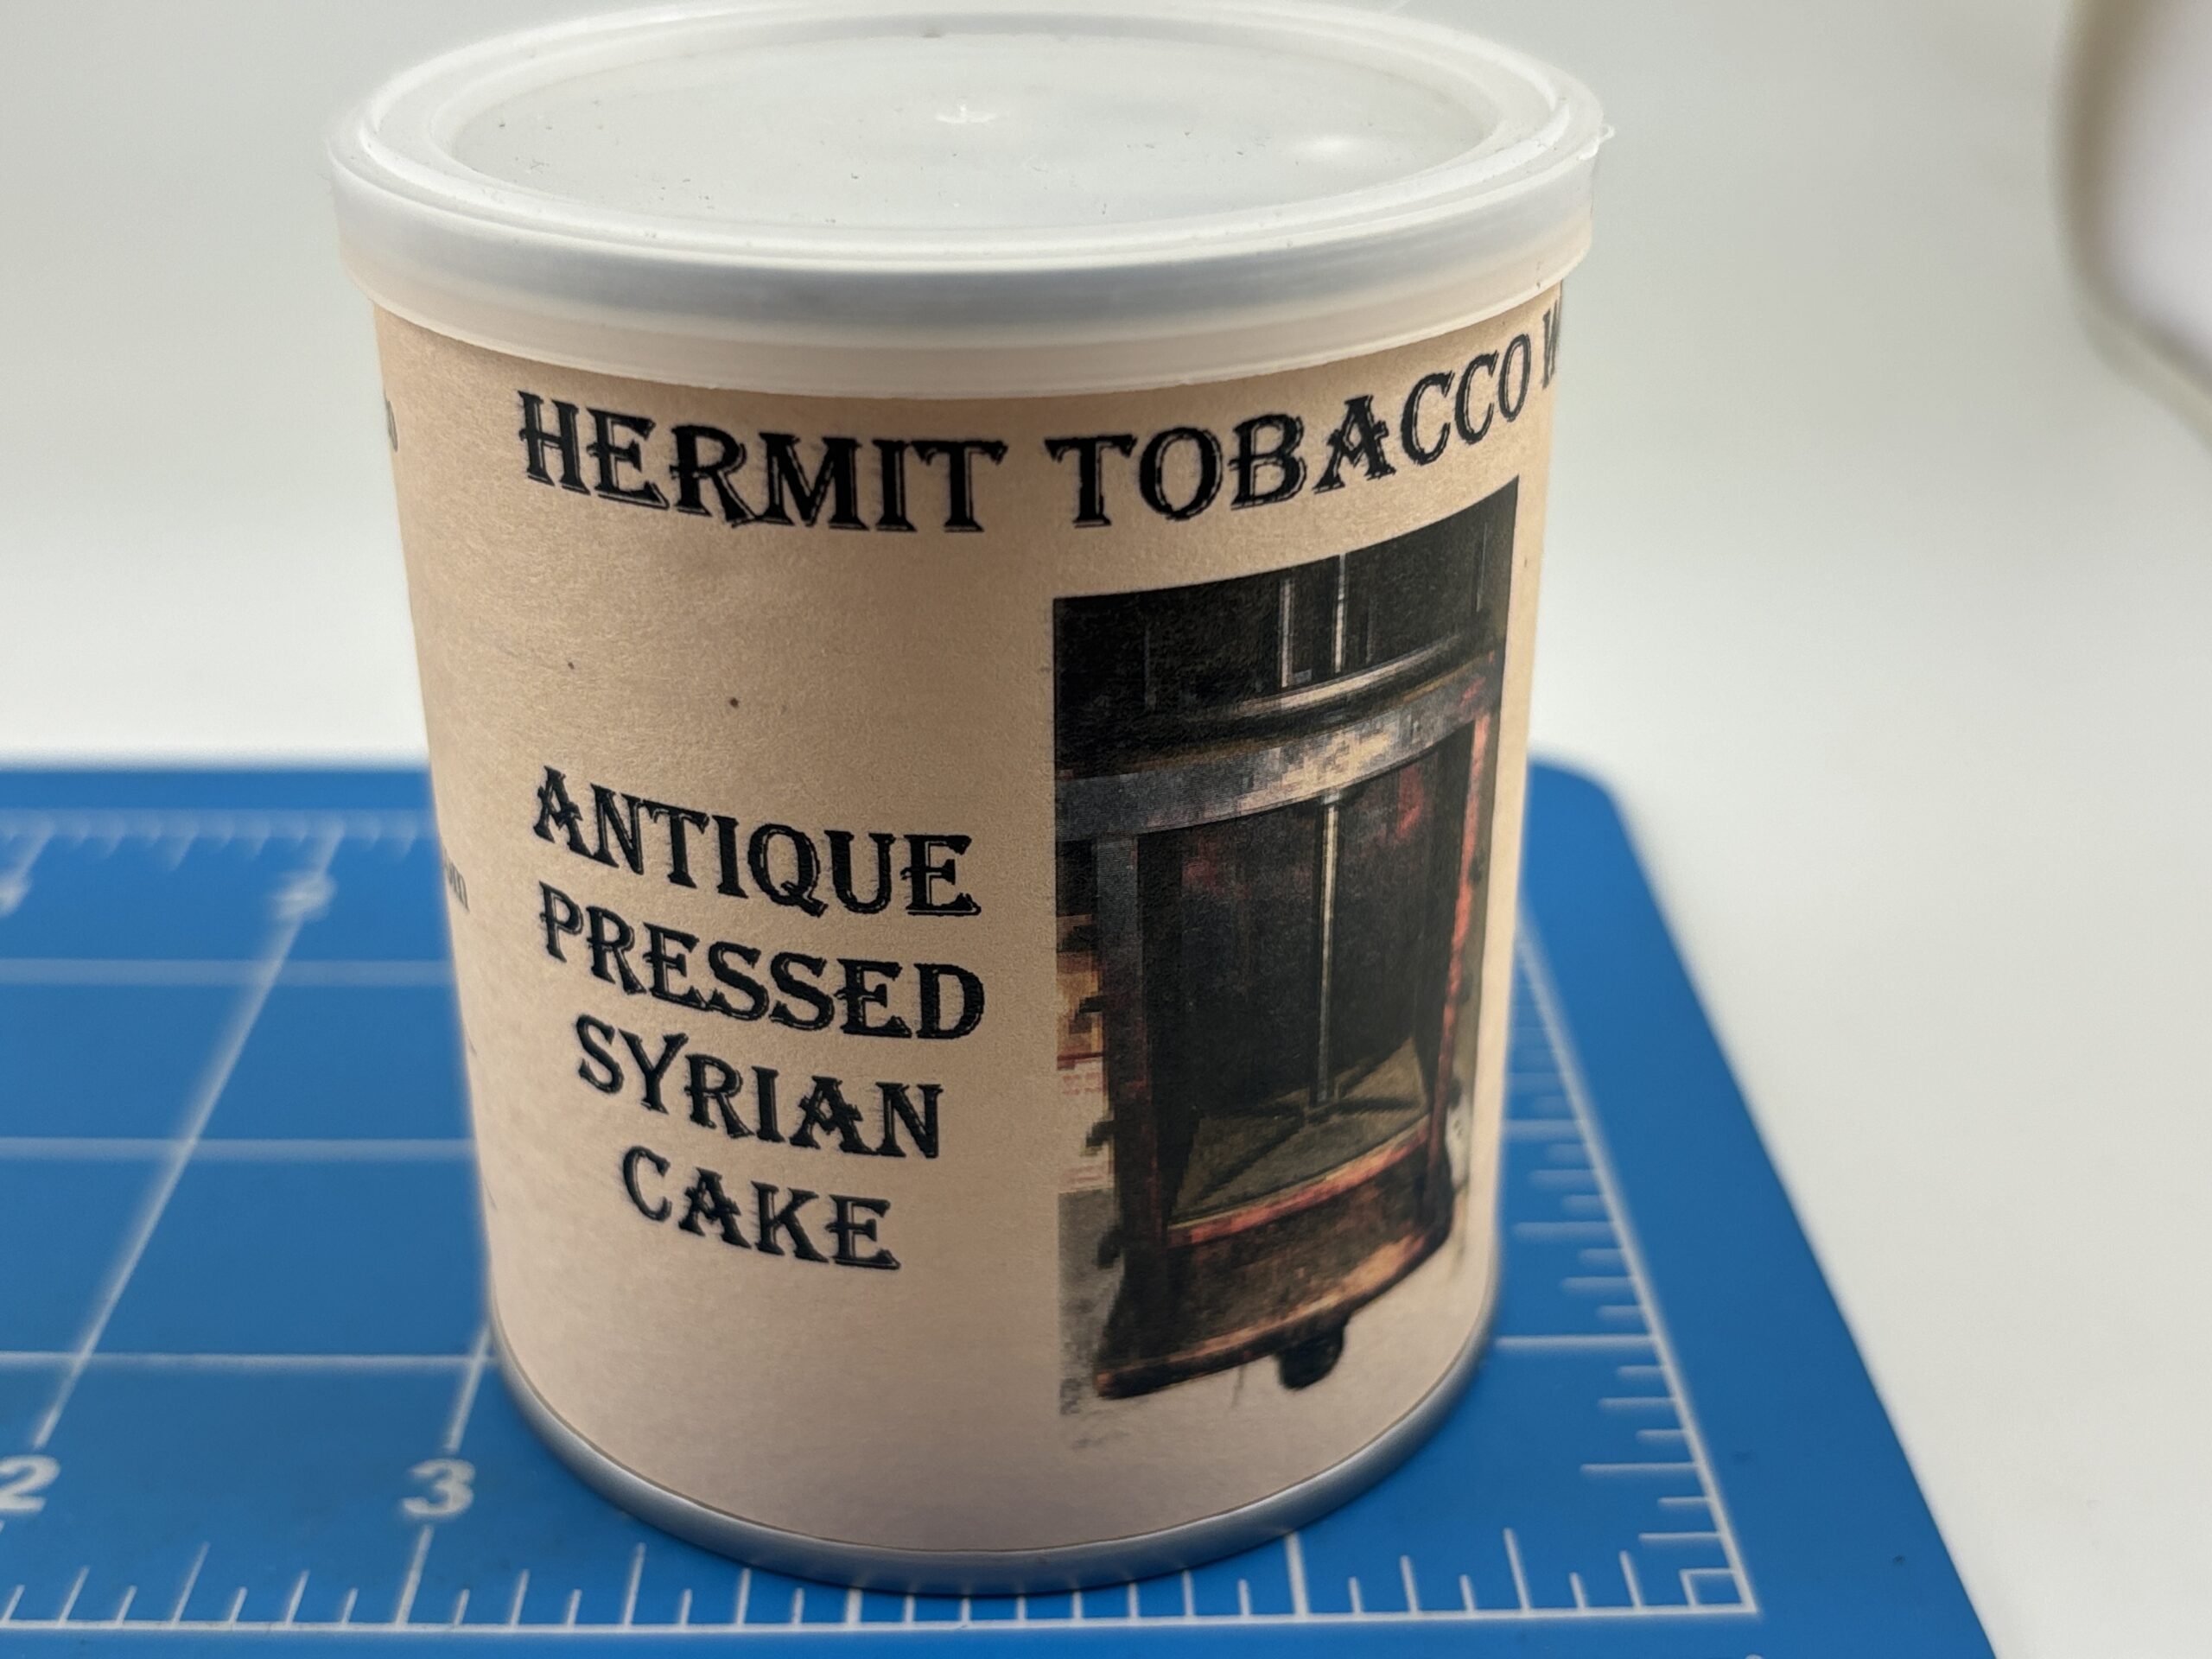 HERMIT TOBACCO
ANTIQUE
PRESSED
SYRIAN
CAKE
2
3